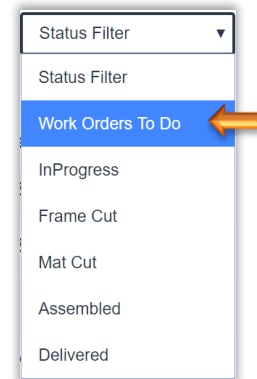 Status Filter
Status Filter
Work Orders To Do
InProgress
Frame Cut
Mat Cut
Assembled
Delivered